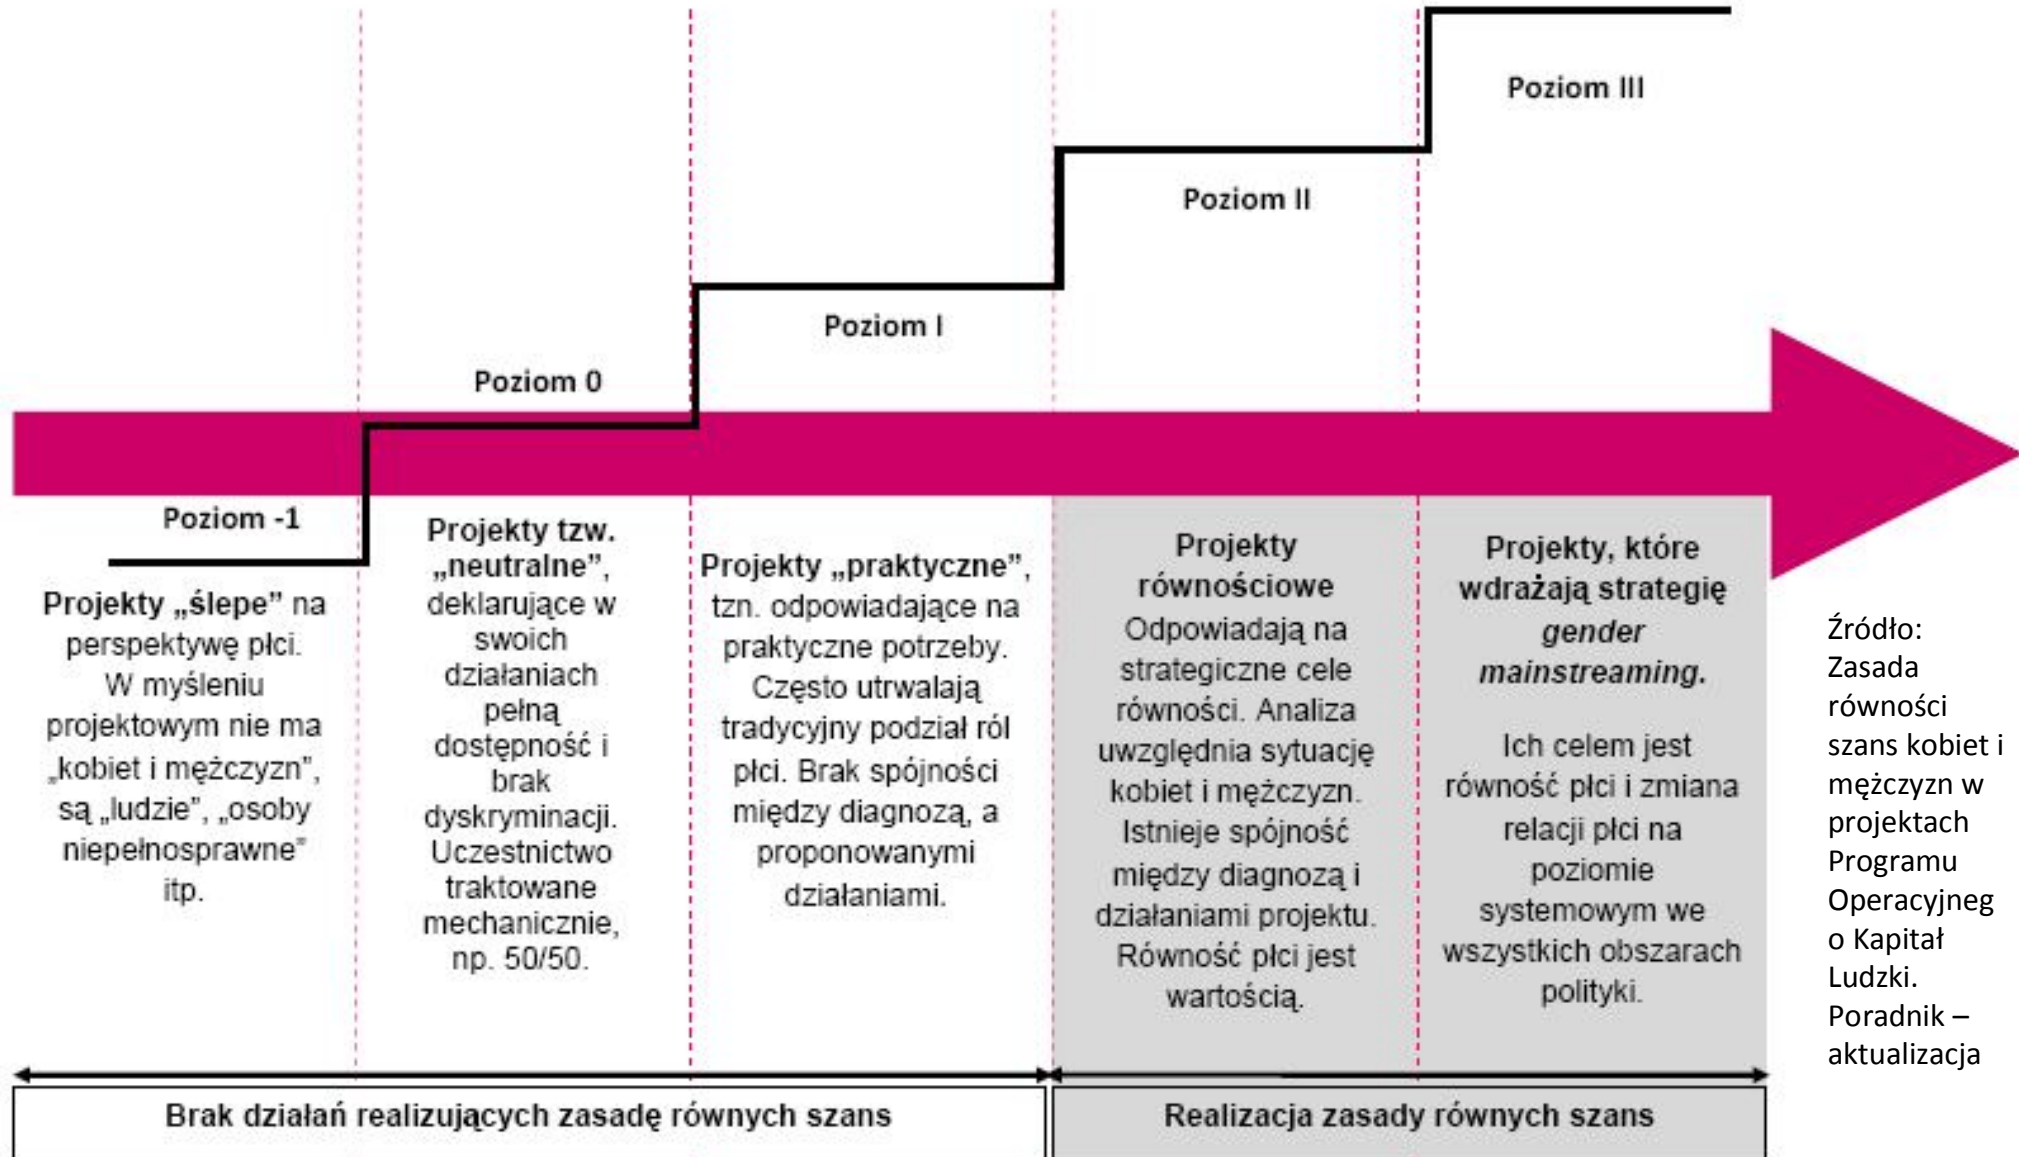 Poziom III
Poziom II
Poziom I
Poziom 0
Poziom -1
Projekty „ślepe” na
perspektywę płci.
W myśleniu
projektowym nie ma
„kobiet i mężczyzn”,
są „ludzie”, „osoby
niepełnosprawne”
itp.
Projekty tzw.
„neutralne”,
deklarujące w
swoich
działaniach
pełną
dostępność i
brak
dyskryminacji.
Uczestnictwo
traktowane
mechanicznie,
np. 50/50.
Projekty „praktyczne”,
tzn. odpowiadające na
praktyczne potrzeby.
Często utrwalają
tradycyjny podział ról
płci. Brak spójności
między diagnozą, a
proponowanymi
działaniami.
Projekty
równościowe
Odpowiadają na
strategiczne cele
równości. Analiza
uwzględnia sytuację
kobiet i mężczyzn.
Istnieje spójność
między diagnozą i
działaniami projektu.
Równość płci jest
wartością.
Projekty, które
wdrażają strategię
gender
mainstreaming.
Ich celem jest
równość płci i zmiana
relacji płci na
poziomie
systemowym we
wszystkich obszarach
polityki.
Źródło:
Zasada
równości
szans kobiet i
mężczyzn w
projektach
Programu
Operacyjneg
o Kapitał
Ludzki.
Poradnik –
aktualizacja
Brak działań realizujących zasadę równych szans
Realizacja zasady równych szans